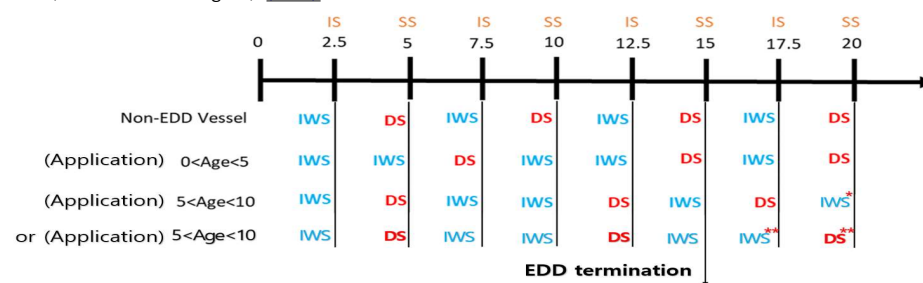 IS SS IS SS IS SS IS SS
0 2.5 5 7.5 10 12.5 15 17.5 20
Non-EDD Vessel IWS DS IWS DS IWS DS IWS DS
(Application) 0<Age<5 IWS IWS DS IWS IWS DS IWS DS
(Application) 5<Age<10 IWS DS IWS IWS DS IWS DS IWS*
or (Application) 5<Age<10 IWS DS IWS IWS DS IWS IWS** DS**
EDD termination